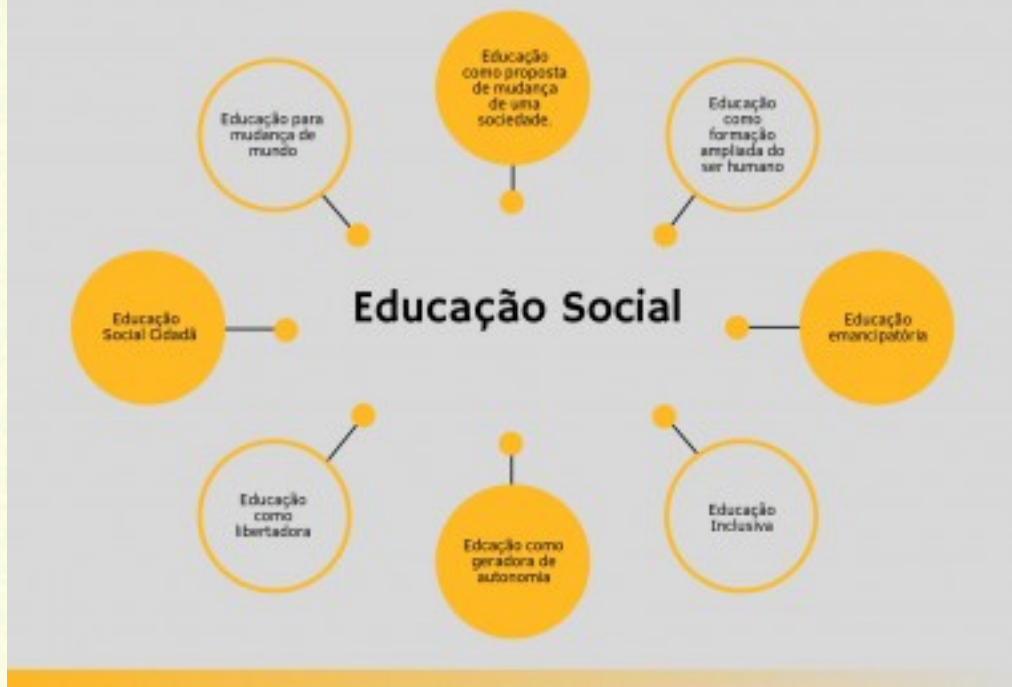 Educação
como proposta
de mudança
de uma
sociedade.
Educação para
mudança de
mundo
Educação
como
formação
ampliada do
ser humano
Educação Social
Educação
Social Cidadã
Educação
emancipatória
Educação
como
libertadora
Edcação como
geradora de
autonomia
Educação
Inclusiva